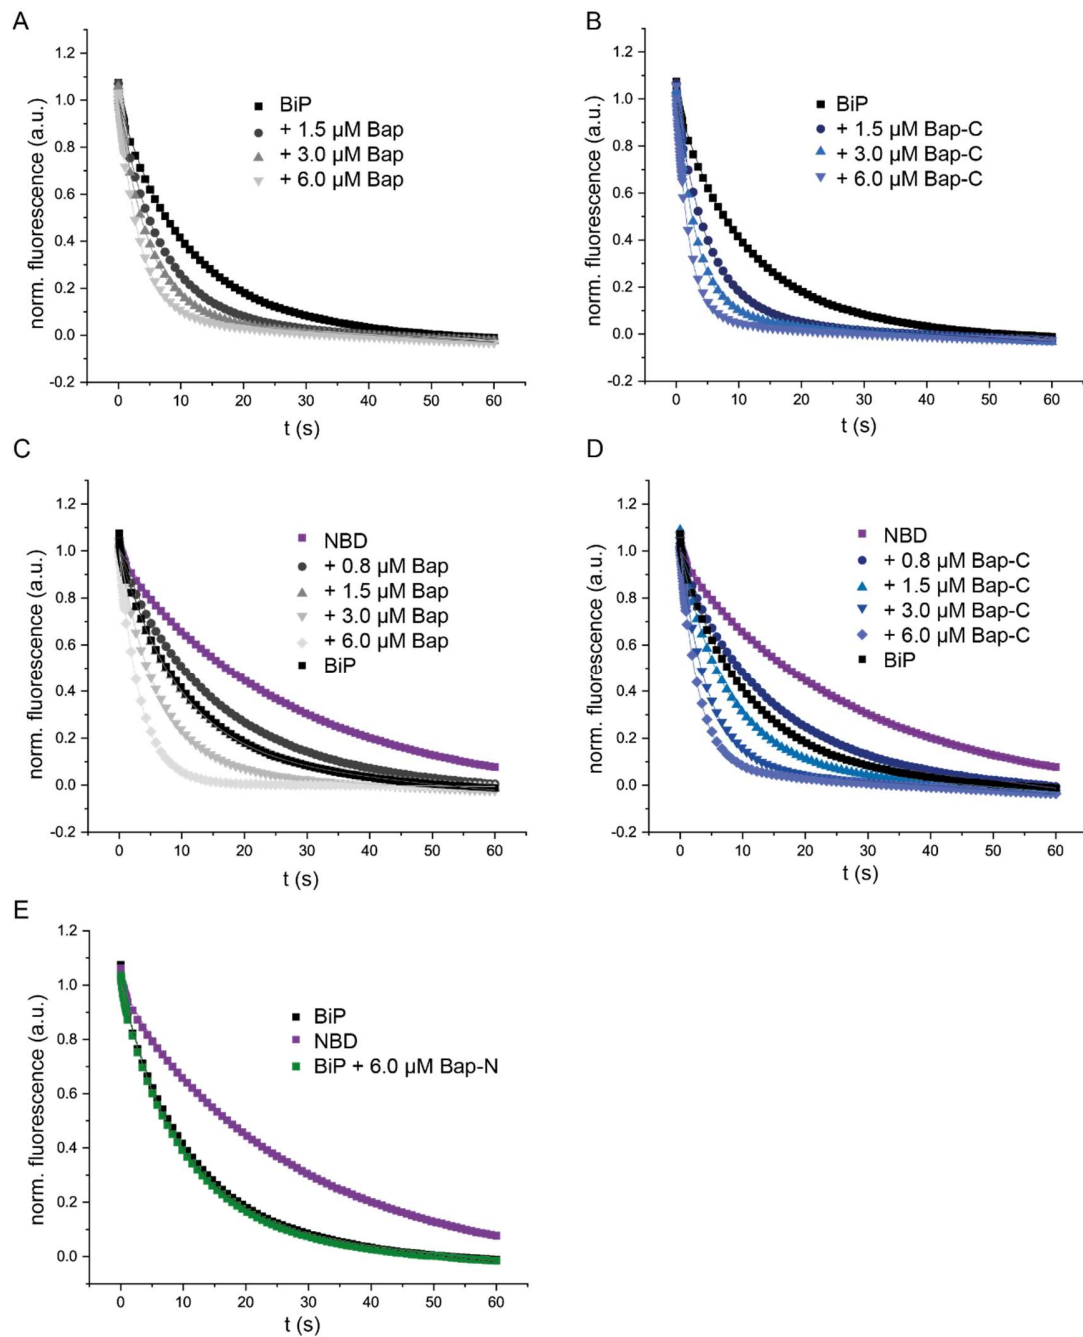 A
norm. fluorescence (a.u.)
1.2
1.0
0.8
0.6
0.4
0.2
0.0
-0.2
BiP
+ 1.5 µM Bap
+ 3.0 µM Bap
+ 6.0 µM Bap
0 10 20 30 40 50 60
t (s)
B
norm. fluorescence (a.u.)
1.2
1.0
0.8
0.6
0.4
0.2
0.0
-0.2
BiP
+ 1.5 µM Bap-C
+ 3.0 µM Bap-C
+ 6.0 µM Bap-C
0 10 20 30 40 50 60
t (s)
C
norm. fluorescence (a.u.)
1.2
1.0
0.8
0.6
0.4
0.2
0.0
-0.2
NBD
+ 0.8 µM Bap
+ 1.5 µM Bap
+ 3.0 µM Bap
+ 6.0 µM Bap
BiP
0 10 20 30 40 50 60
t (s)
D
norm. fluorescence (a.u.)
1.2
1.0
0.8
0.6
0.4
0.2
0.0
-0.2
NBD
+ 0.8 µM Bap-C
+ 1.5 µM Bap-C
+ 3.0 µM Bap-C
+ 6.0 µM Bap-C
BiP
0 10 20 30 40 50 60
t (s)
E
norm. fluorescence (a.u.)
1.2
1.0
0.8
0.6
0.4
0.2
0.0
BiP
NBD
BiP + 6.0 µM Bap-N
0 10 20 30 40 50 60
t (s)